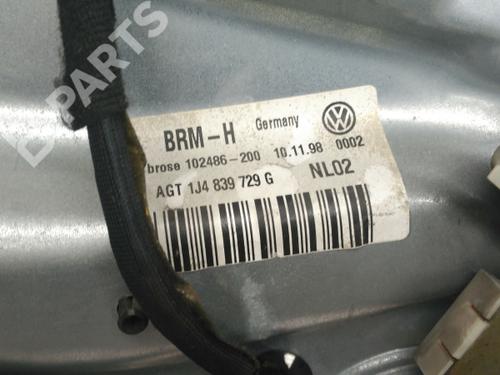 PARTS
BRM-H Germany
brose 102486-200 10.11.98 0002
AGT 1J4 839 729 G NL02